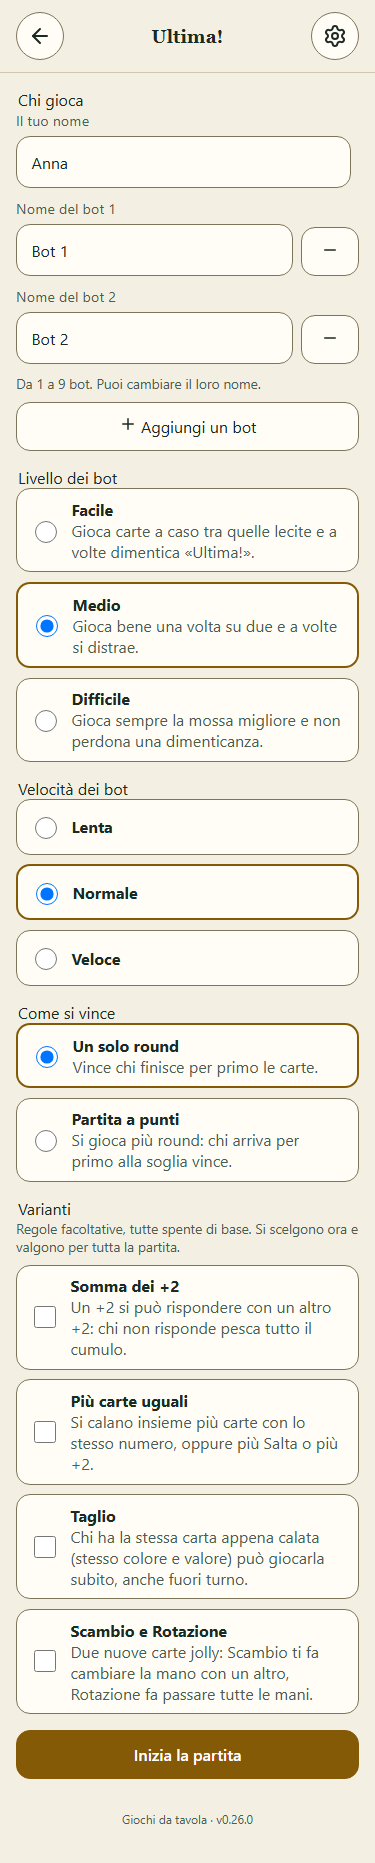 Ultima!
Chi gioca
Il tuo nome
Anna
Nome del bot 1
Bot 1
Nome del bot 2
Bot 2
Da 1 a 9 bot. Puoi cambiare il loro nome.
+ Aggiungi un bot
Livello dei bot
Facile
Gioca carte a caso tra quelle lecite e a
volte dimentica «Ultima!».
Medio
Gioca bene una volta su due e a volte
si distrae.
Difficile
Gioca sempre la mossa migliore e non
perdona una dimenticanza.
Velocità dei bot
Lenta
Normale
Veloce
Come si vince
Un solo round
Vince chi finisce per primo le carte.
Partita a punti
Si gioca più round: chi arriva per
primo alla soglia vince.
Varianti
Regole facoltative, tutte spente di base. Si scelgono ora e
valgono per tutta la partita.
Somma dei +2
Un +2 si può rispondere con un altro
+2: chi non risponde pesca tutto il
cumulo.
Più carte uguali
Si calano insieme più carte con lo
stesso numero, oppure più Salta o più
+2.
Taglio
Chi ha la stessa carta appena calata
(stesso colore e valore) può giocarla
subito, anche fuori turno.
Scambio e Rotazione
Due nuove carte jolly: Scambio ti fa
cambiare la mano con un altro,
Rotazione fa passare tutte le mani.
Inizia la partita
Giochi da tavola · v0.26.0